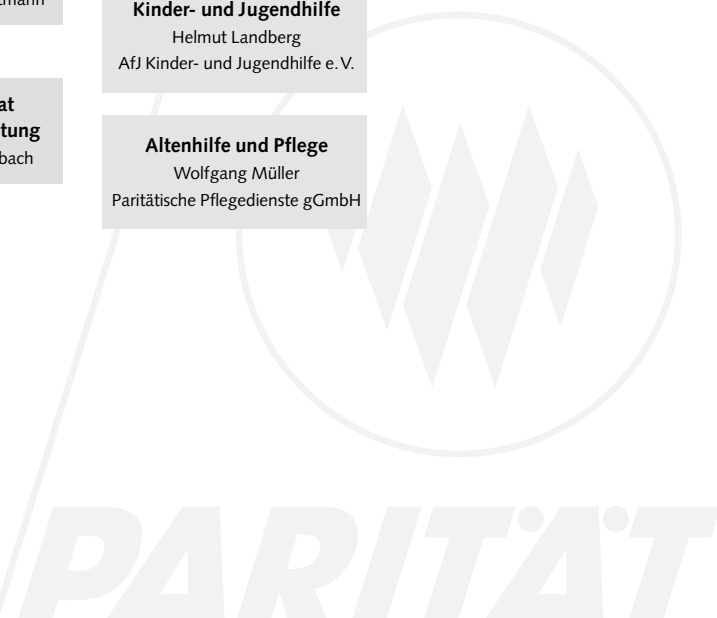 Kinder- und Jugendhilfe
Helmut Landberg
AfJ Kinder- und Jugendhilfe e.V.
Altenhilfe und Pflege
Wolfgang Müller
Paritätische Pflegedienste gGmbH
PARITÄT